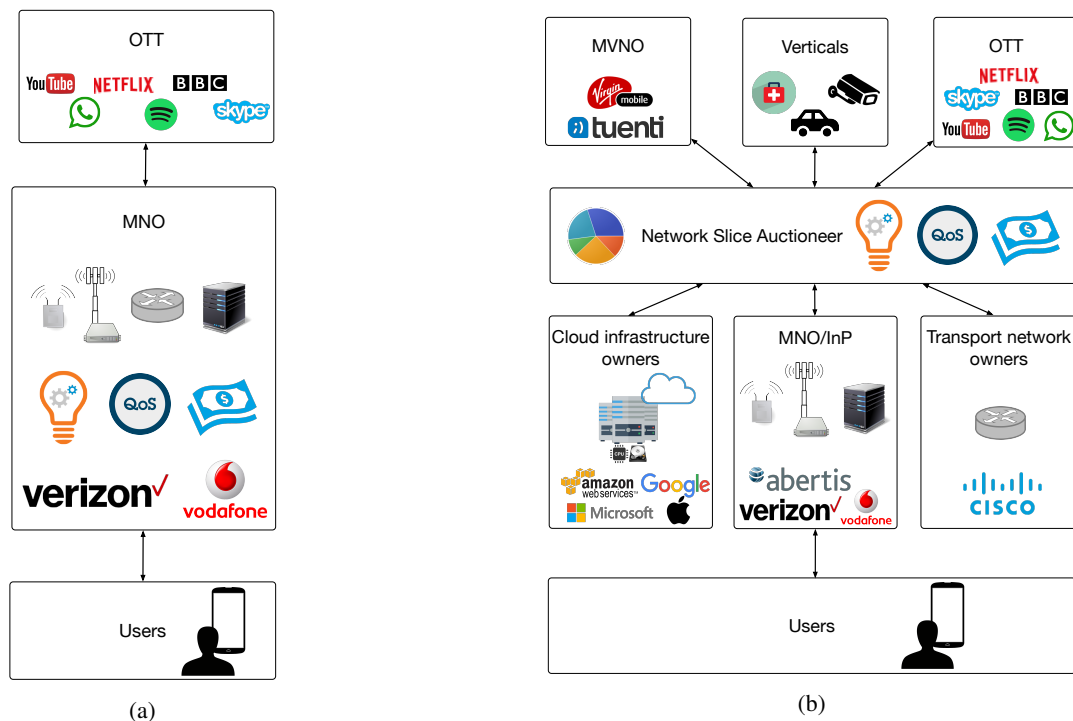 OTT
YouTube NETFLIX BBC
skype
MNO
QoS $
verizon
vodafone
Users
(a)
MVNO
Virgin
mobile
tuenti
Verticals
OTT
NETFLIX
skype BBC
YouTube
Network Slice Auctioneer QoS $
Cloud infrastructure
owners
CPU
amazon
web services™
Google
Microsoft
MNO/InP
abertis
verizon
vodafone
Transport network
owners
CISCO
Users
(b)